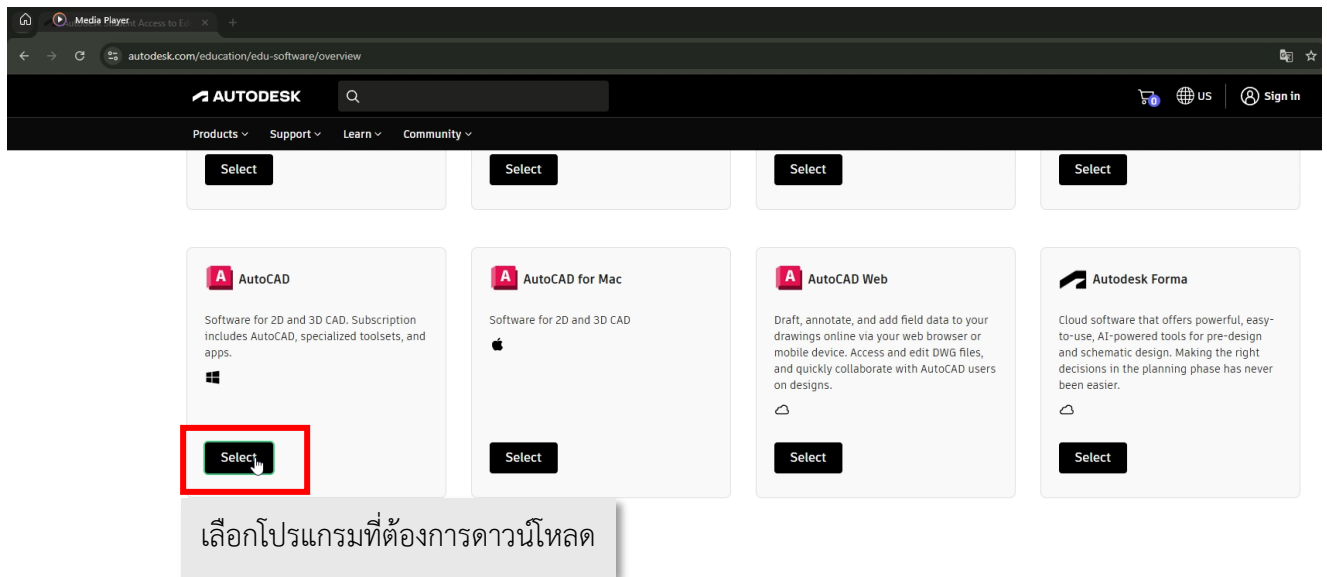 Media Player
Access to Ed
autodesk.com/education/edu-software/overview
AUTODESK
0
US
Sign in
Products
Support
Learn
Community
Select
Select
Select
Select
A AutoCAD
Software for 2D and 3D CAD. Subscription
includes AutoCAD, specialized toolsets, and
apps.
Select
A AutoCAD for Mac
Software for 2D and 3D CAD
Select
A AutoCAD Web
Draft, annotate, and add field data to your
drawings online via your web browser or
mobile device. Access and edit DWG files,
and quickly collaborate with AutoCAD users
on designs.
Select
Autodesk Forma
Cloud software that offers powerful, easy-
to-use, AI-powered tools for pre-design
and schematic design. Making the right
decisions in the planning phase has never
been easier.
Select
เลือกโปรแกรมที่ต้องการดาวน์โหลด